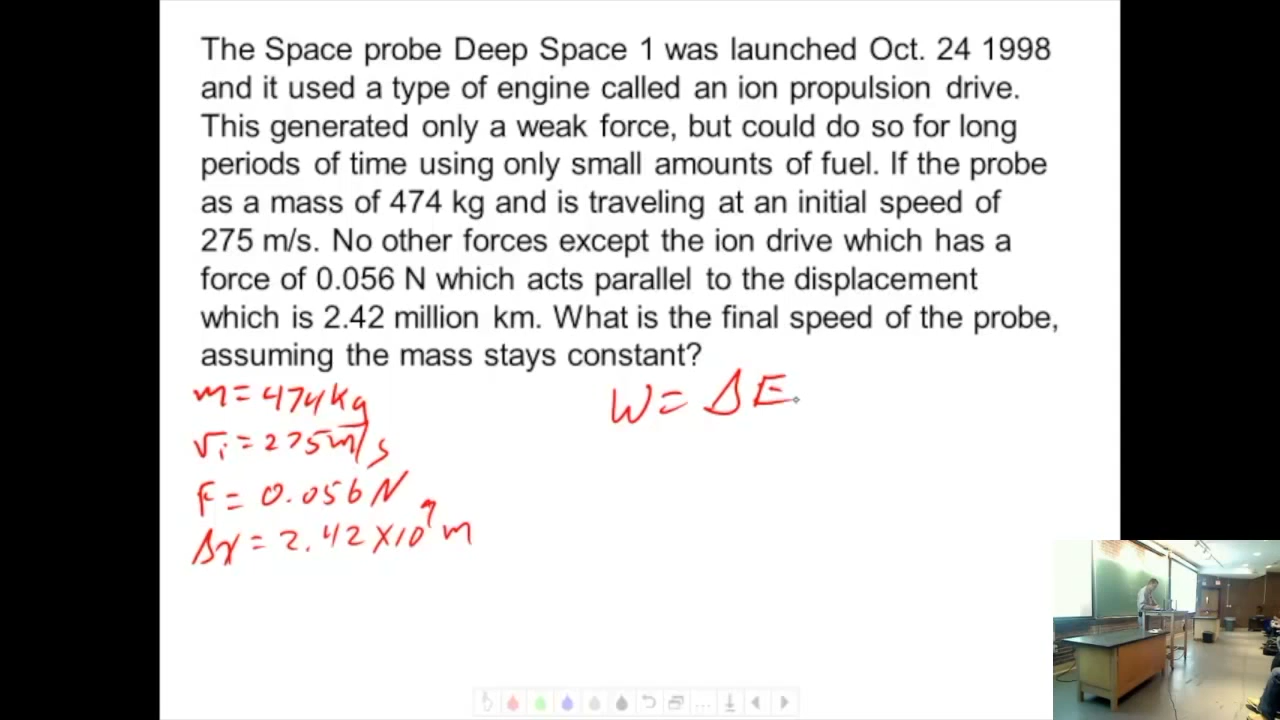 The Space probe Deep Space 1 was launched Oct. 24 1998
and it used a type of engine called an ion propulsion drive.
This generated only a weak force, but could do so for long
periods of time using only small amounts of fuel. If the probe
as a mass of 474 kg and is traveling at an initial speed of
275 m/s. No other forces except the ion drive which has a
force of 0.056 N which acts parallel to the displacement
which is 2.42 million km. What is the final speed of the probe,
assuming the mass stays constant?
m = 474 kg
W = ΔE
vi = 275 m/s
F = 0.056 N
Δx = 2.42 x 10⁹ m